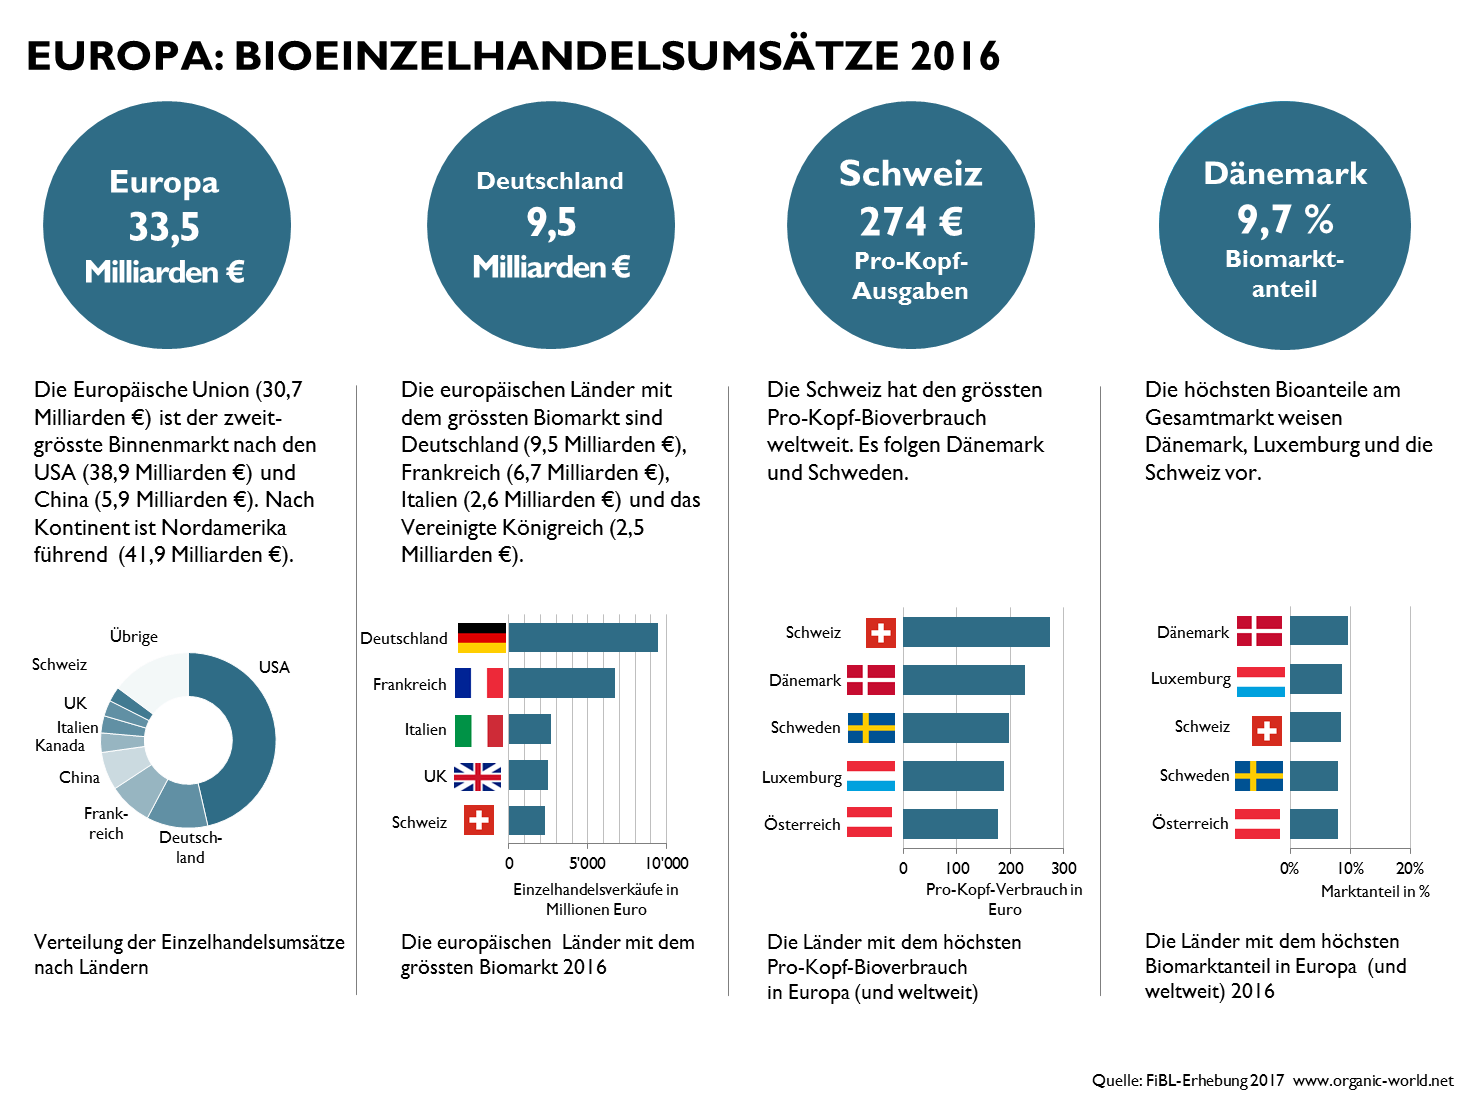 EUROPA: BIOEINZELHANDELSUMSÄTZE 2016
Europa
33,5
Milliarden €
Deutschland
9,5
Milliarden €
Schweiz
274 €
Pro-Kopf-
Ausgaben
Dänemark
9,7 %
Biomarkt-
anteil
Die Europäische Union (30,7
Milliarden €) ist der zweit-
grösste Binnenmarkt nach den
USA (38,9 Milliarden €) und
China (5,9 Milliarden €). Nach
Kontinent ist Nordamerika
führend (41,9 Milliarden €).
Übrige
Schweiz
USA
UK
Italien
Kanada
China
Frank-
reich
Deutsch-
land
Verteilung der Einzelhandelsumsätze
nach Ländern
Die europäischen Länder mit
dem grössten Biomarkt sind
Deutschland (9,5 Milliarden €),
Frankreich (6,7 Milliarden €),
Italien (2,6 Milliarden €) und das
Vereinigte Königreich (2,5
Milliarden €).
Deutschland
Frankreich
Italien
UK
Schweiz
0 5'000 10'000
Einzelhandelsverkäufe in
Millionen Euro
Die europäischen Länder mit dem
grössten Biomarkt 2016
Die Schweiz hat den grössten
Pro-Kopf-Bioverbrauch
weltweit. Es folgen Dänemark
und Schweden.
Schweiz
Dänemark
Schweden
Luxemburg
Österreich
0 100 200 300
Pro-Kopf-Verbrauch in
Euro
Die Länder mit dem höchsten
Pro-Kopf-Bioverbrauch
in Europa (und weltweit)
Die höchsten Bioanteile am
Gesamtmarkt weisen
Dänemark, Luxemburg und die
Schweiz vor.
Dänemark
Luxemburg
Schweiz
Schweden
Österreich
0% 10% 20%
Marktanteil in %
Die Länder mit dem höchsten
Biomarktanteil in Europa (und
weltweit) 2016
Quelle: FiBL-Erhebung 2017 www.organic-world.net